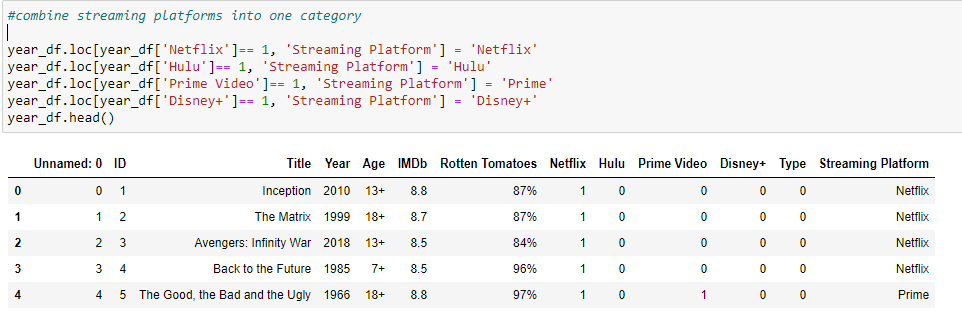 #combine streaming platforms into one category
year_df.loc[year_df['Netflix']== 1, 'Streaming Platform'] = 'Netflix'
year_df.loc[year_df['Hulu']== 1, 'Streaming Platform'] = 'Hulu'
year_df.loc[year_df['Prime Video']== 1, 'Streaming Platform'] = 'Prime'
year_df.loc[year_df['Disney+']== 1, 'Streaming Platform'] = 'Disney+'
year_df.head()
Unnamed: 0 ID Title Year Age IMDb Rotten Tomatoes Netflix Hulu Prime Video Disney+ Type Streaming Platform
0 0 1 Inception 2010 13+ 8.8 87% 1 0 0 0 0 Netflix
1 1 2 The Matrix 1999 18+ 8.7 87% 1 0 0 0 0 Netflix
2 2 3 Avengers: Infinity War 2018 13+ 8.5 84% 1 0 0 0 0 Netflix
3 3 4 Back to the Future 1985 7+ 8.5 96% 1 0 0 0 0 Netflix
4 4 5 The Good, the Bad and the Ugly 1966 18+ 8.8 97% 1 0 1 0 0 Prime